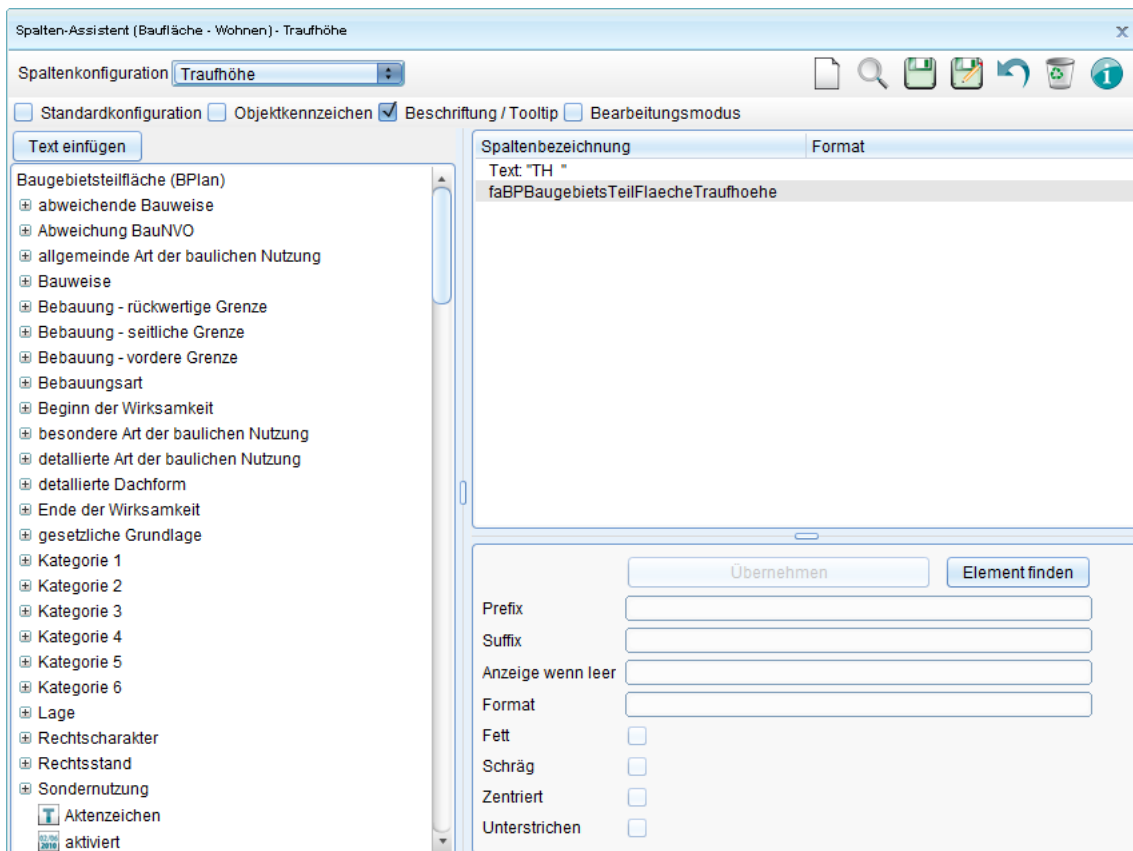 Spalten-Assistent (Baufläche - Wohnen) - Traufhöhe
x
Spaltenkonfiguration Traufhöhe
Standardkonfiguration Objektkennzeichen Beschriftung / Tooltip Bearbeitungsmodus
Text einfügen
Baugebietsteilfläche (BPlan)
abweichende Bauweise
Abweichung BauNVO
allgemeinde Art der baulichen Nutzung
Bauweise
Bebauung - rückwertige Grenze
Bebauung - seitliche Grenze
Bebauung - vordere Grenze
Bebauungsart
Beginn der Wirksamkeit
besondere Art der baulichen Nutzung
detallierte Art der baulichen Nutzung
detallierte Dachform
Ende der Wirksamkeit
gesetzliche Grundlage
Kategorie 1
Kategorie 2
Kategorie 3
Kategorie 4
Kategorie 5
Kategorie 6
Lage
Rechtscharakter
Rechtsstand
Sondernutzung
T Aktenzeichen
02/06 2010 aktiviert
Spaltenbezeichnung Format
Text: "TH  "
faBPBaugebietsTeilFlaecheTraufhoehe
Übernehmen Element finden
Prefix
Suffix
Anzeige wenn leer
Format
Fett
Schräg
Zentriert
Unterstrichen